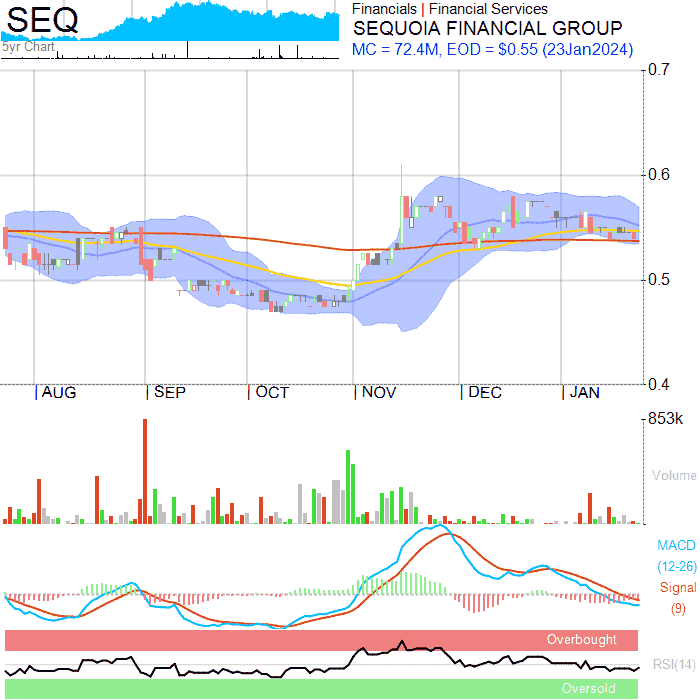 SEQ
5yr Chart
Financials | Financial Services
SEQUOIA FINANCIAL GROUP
MC = 72.4M, EOD = $0.55 (23Jan2024)
0.7
0.6
0.5
0.4
AUG SEP OCT NOV DEC JAN
853k
Volume
MACD
(12-26)
Signal
(9)
Overbought
RSI(14)
Oversold